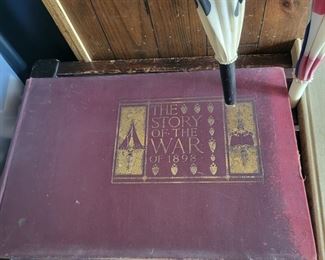 THE
STORY
OF THE
WAR
OF 1898